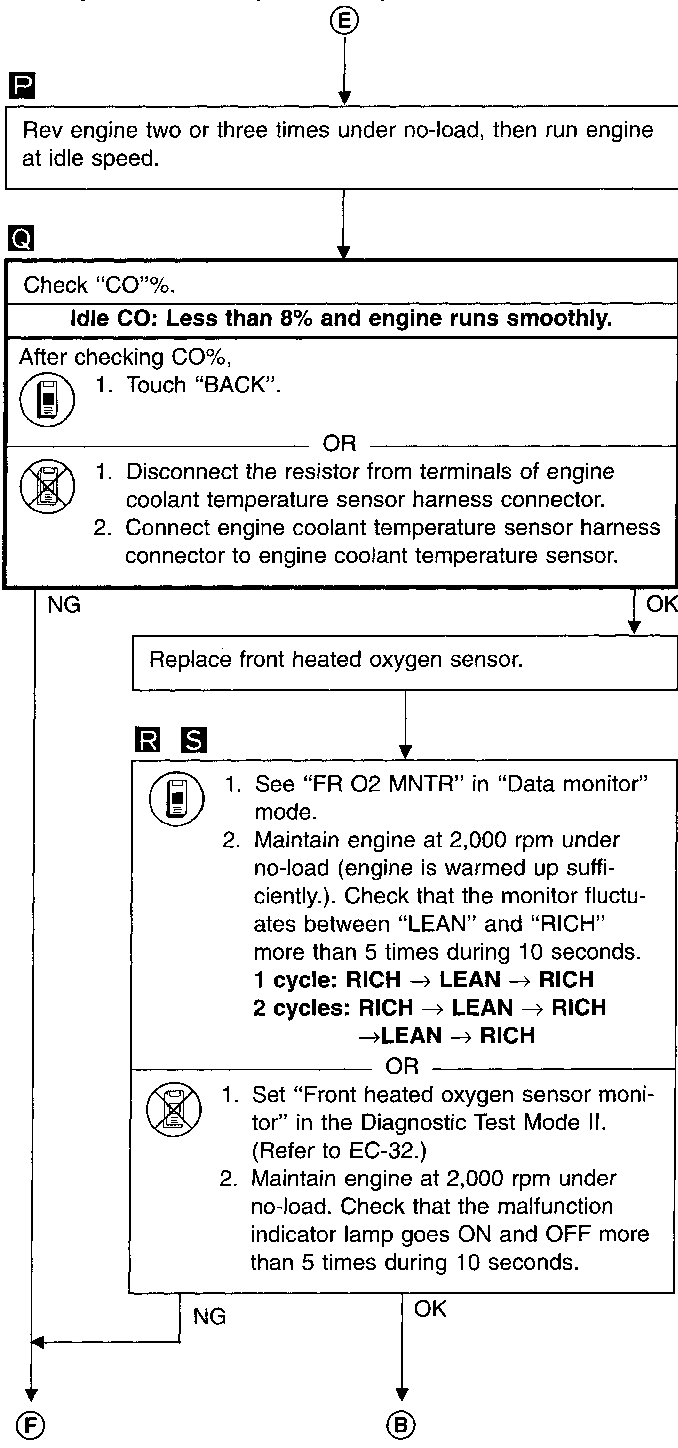 E
P
Rev engine two or three times under no-load, then run engine
at idle speed.
Q
Check “CO”%.
Idle CO: Less than 8% and engine runs smoothly.
After checking CO%,
1. Touch “BACK”.
OR
1. Disconnect the resistor from terminals of engine
coolant temperature sensor harness connector.
2. Connect engine coolant temperature sensor harness
connector to engine coolant temperature sensor.
NG
OK
Replace front heated oxygen sensor.
R S
1. See “FR O2 MNTR” in “Data monitor”
mode.
2. Maintain engine at 2,000 rpm under
no-load (engine is warmed up suffi-
ciently.). Check that the monitor fluctu-
ates between “LEAN” and “RICH”
more than 5 times during 10 seconds.
1 cycle: RICH → LEAN → RICH
2 cycles: RICH → LEAN → RICH
→LEAN → RICH
OR
1. Set “Front heated oxygen sensor moni-
tor” in the Diagnostic Test Mode II.
(Refer to EC-32.)
2. Maintain engine at 2,000 rpm under
no-load. Check that the malfunction
indicator lamp goes ON and OFF more
than 5 times during 10 seconds.
NG
OK
F
B